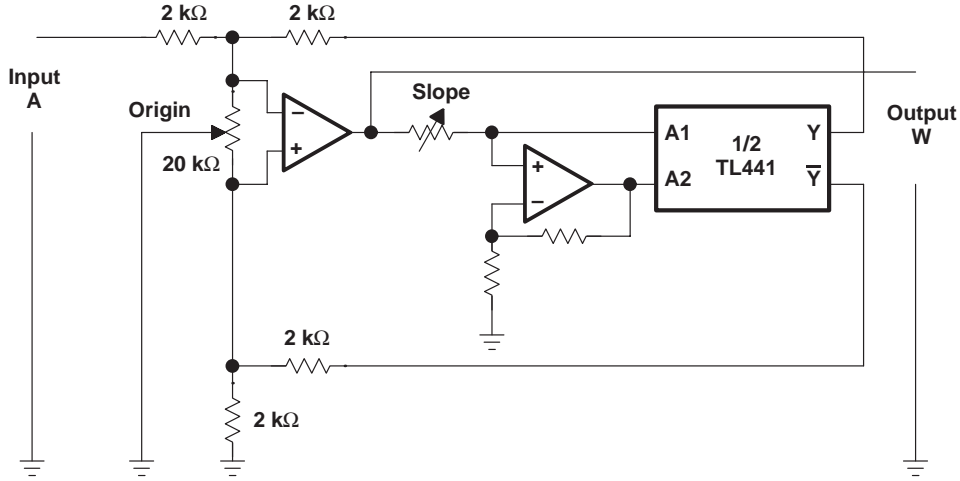 2 kΩ
2 kΩ
Input
A
Origin
Slope
Output
W
−
+
20 kΩ
A1
1/2
Y
TL441
A2
Y̅
+
−
2 kΩ
2 kΩ